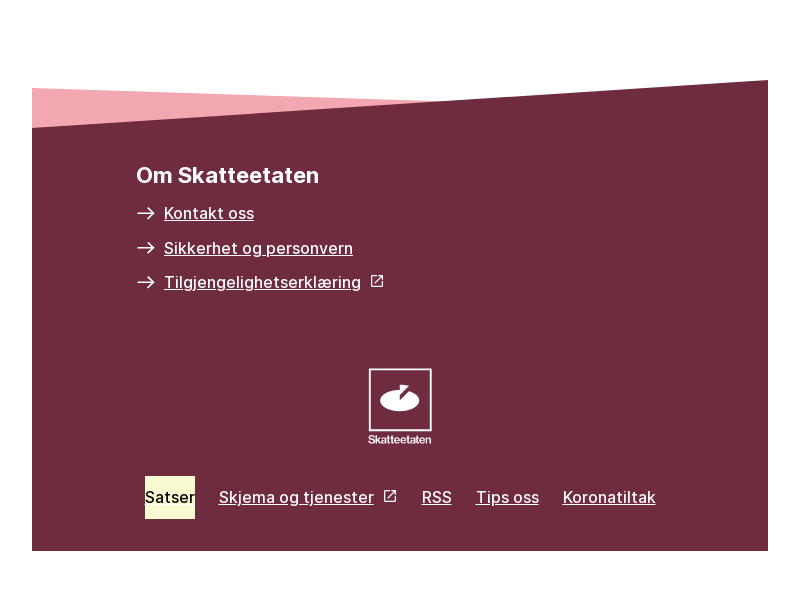 Om Skatteetaten
Kontakt oss
Sikkerhet og personvern
Tilgjengelighetserklæring
Skatteetaten
Satser Skjema og tjenester RSS Tips oss Koronatiltak